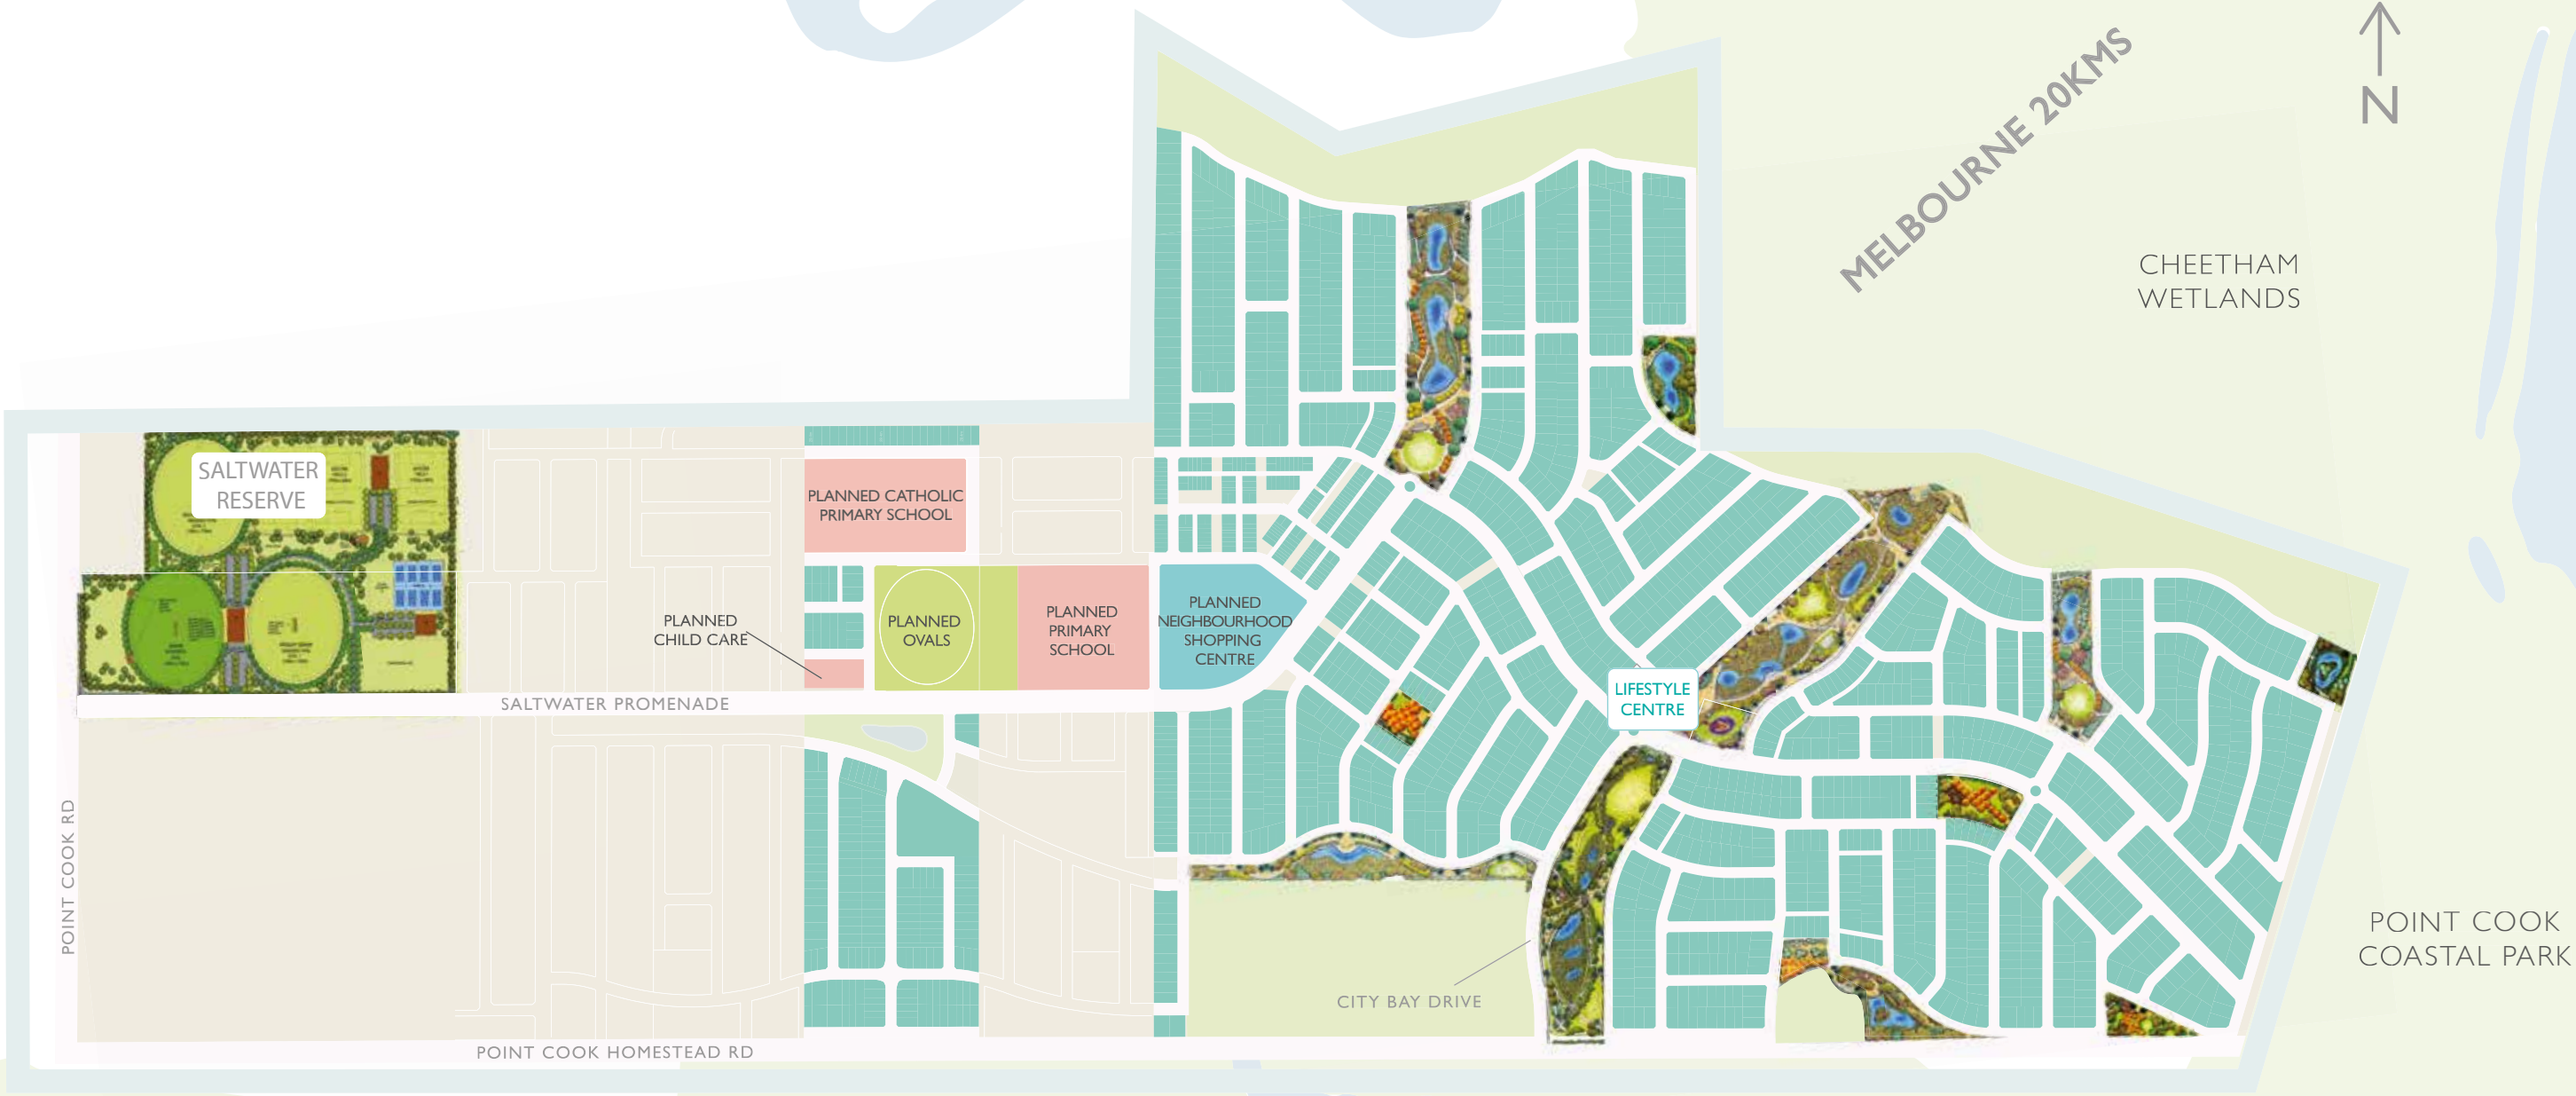 MELBOURNE 20KMS
N
CHEETHAM
WETLANDS
SALTWATER
RESERVE
PLANNED CATHOLIC
PRIMARY SCHOOL
PLANNED
CHILD CARE
PLANNED
OVALS
PLANNED
PRIMARY
SCHOOL
PLANNED
NEIGHBOURHOOD
SHOPPING
CENTRE
LIFESTYLE
CENTRE
SALTWATER PROMENADE
POINT COOK RD
POINT COOK
COASTAL PARK
CITY BAY DRIVE
POINT COOK HOMESTEAD RD